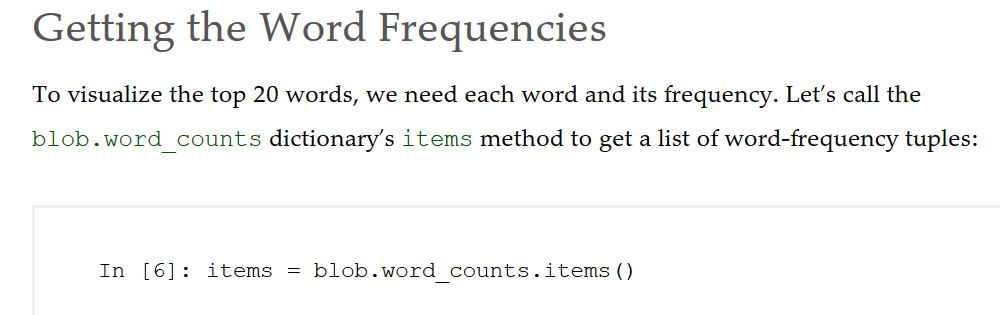 Getting the Word Frequencies
To visualize the top 20 words, we need each word and its frequency. Let’s call the
blob.word_counts dictionary’s items method to get a list of word-frequency tuples:
In [6]: items = blob.word_counts.items()